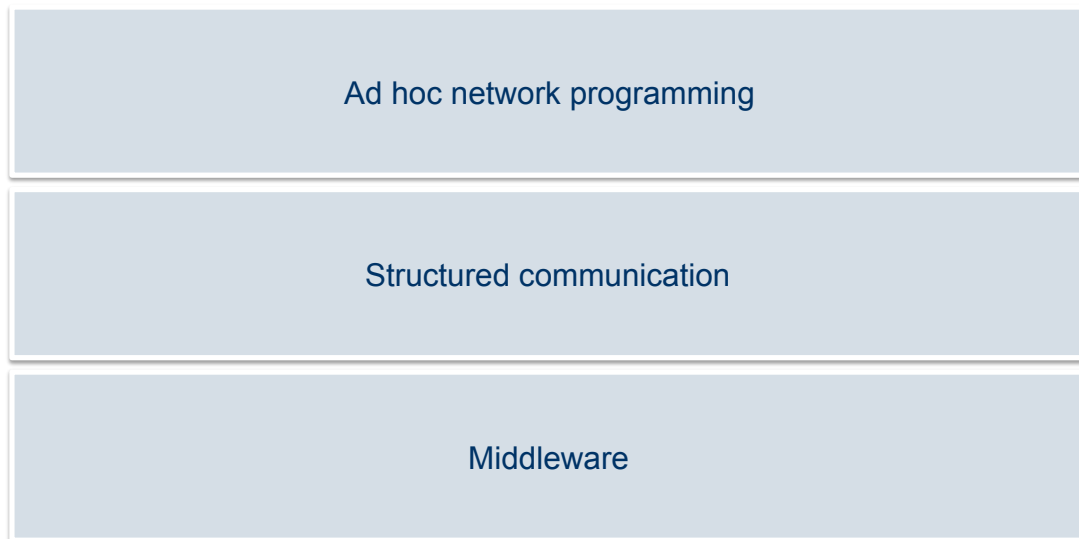 Ad hoc network programming
Structured communication
Middleware